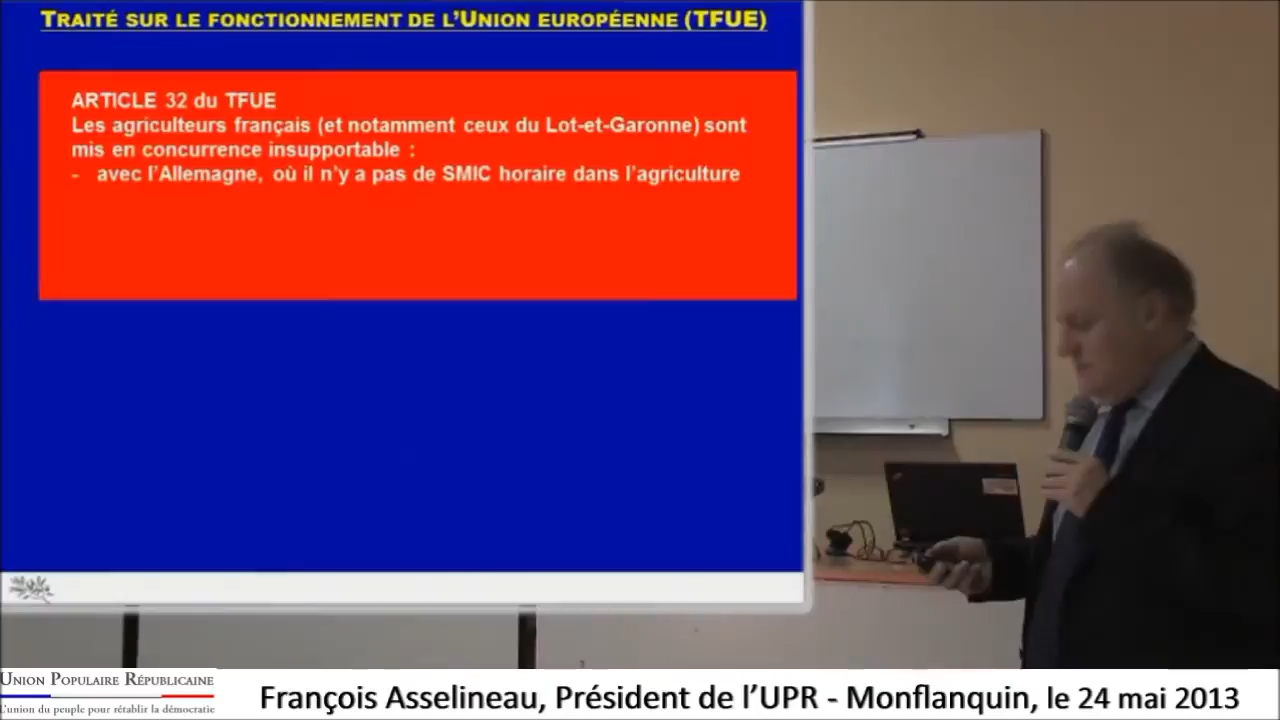 TRAITÉ SUR LE FONCTIONNEMENT DE L'UNION EUROPÉENNE (TFUE)
ARTICLE 32 du TFUE
Les agriculteurs français (et notamment ceux du Lot-et-Garonne) sont
mis en concurrence insupportable :
- avec l'Allemagne, où il n'y a pas de SMIC horaire dans l'agriculture
UNION POPULAIRE RÉPUBLICAINE
L'union du peuple pour rétablir la démocratie
François Asselineau, Président de l'UPR - Monflanquin, le 24 mai 2013